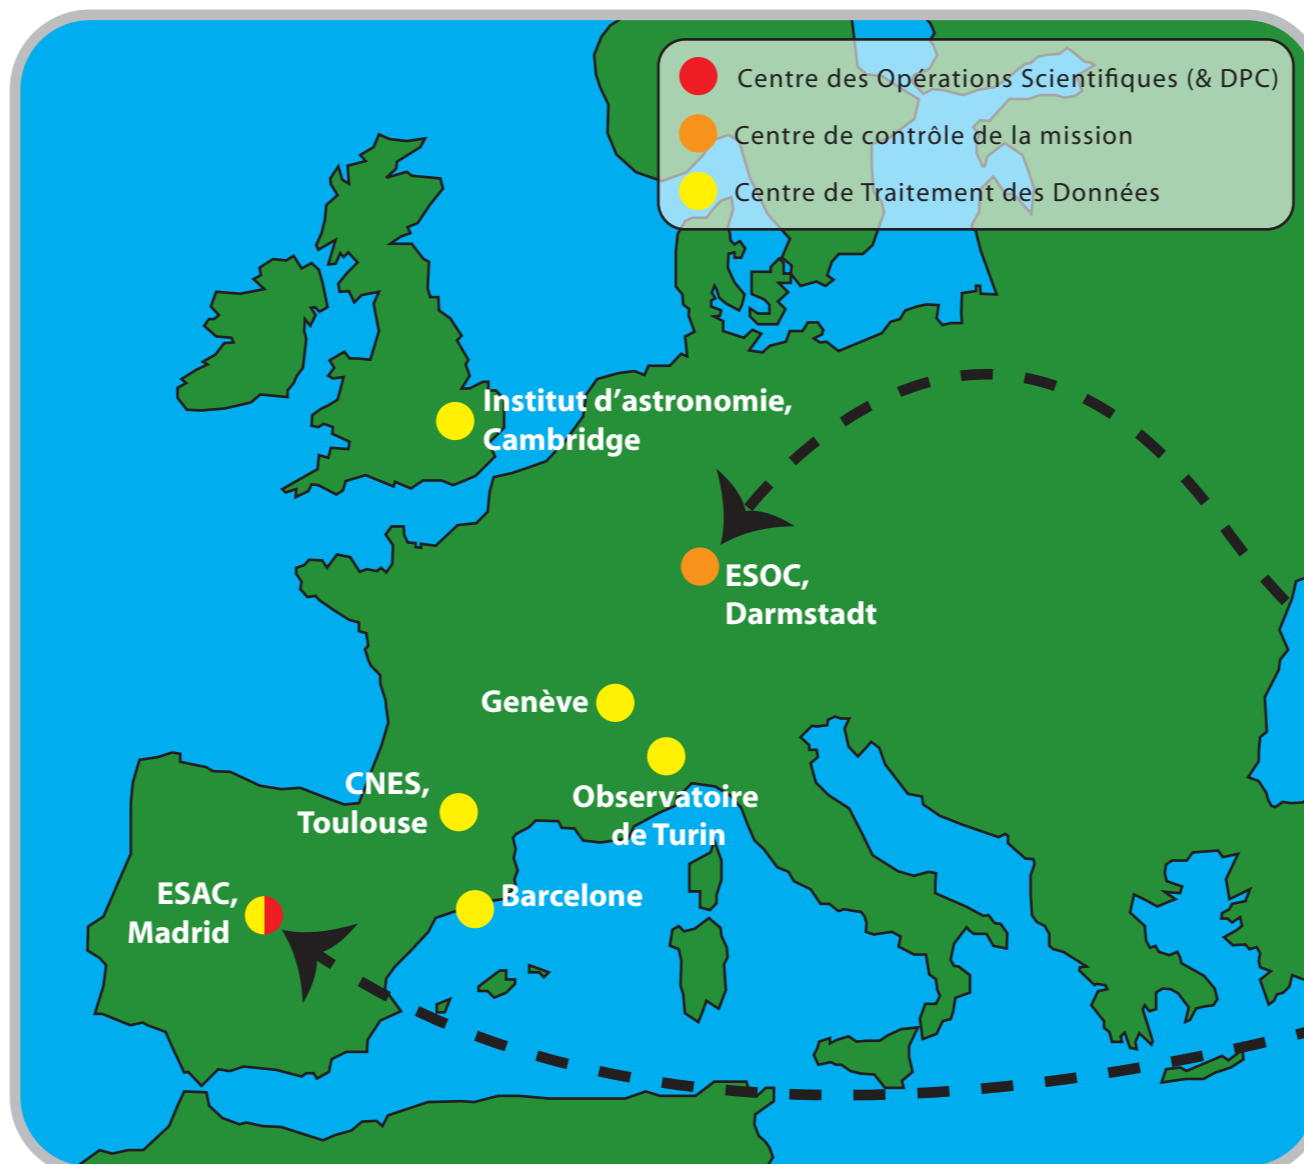 Centre des Opérations Scientifiques (& DPC)
Centre de contrôle de la mission
Centre de Traitement des Données
Institut d'astronomie,
Cambridge
ESOC,
Darmstadt
Genève
CNES,
Toulouse
Observatoire
de Turin
ESAC,
Madrid
Barcelone